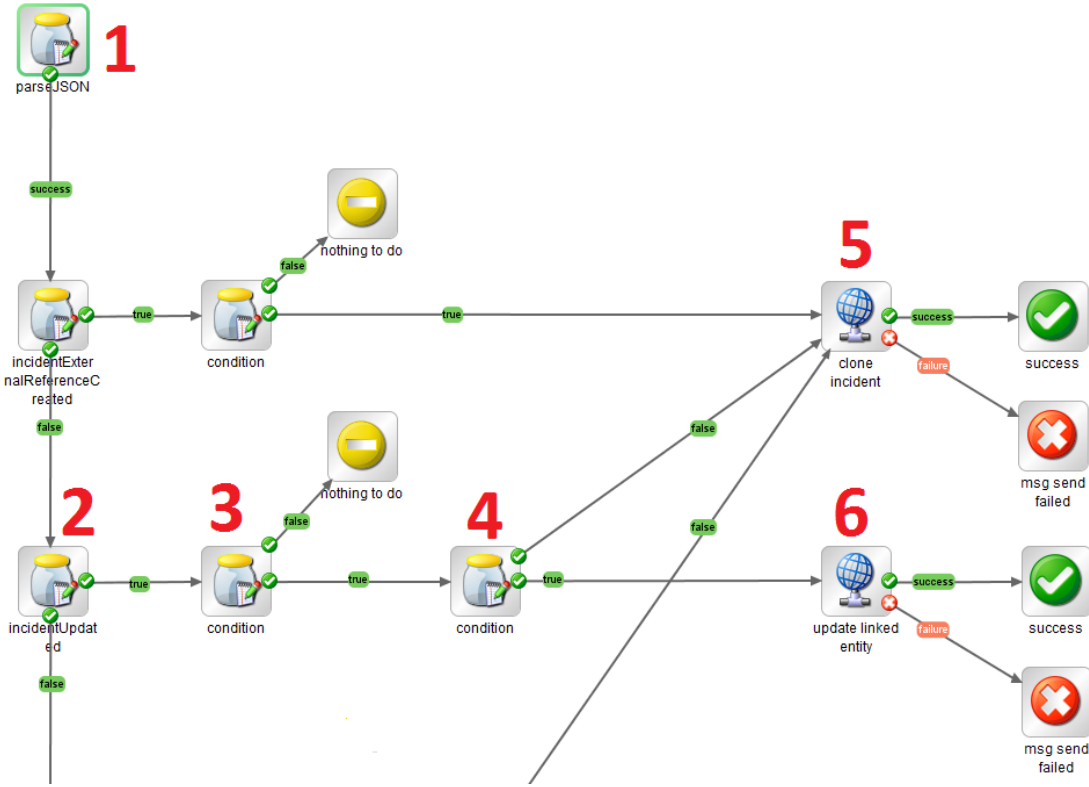 1
parseJSON
success
nothing to do
false
5
true
true
success
incidentExter
nalReferenceC
reated
condition
clone
incident
failure
success
false
false
msg send
failed
nothing to do
2
3
false
4
false
6
true
true
true
success
incidentUpdat
ed
condition
condition
update linked
entity
failure
success
false
msg send
failed